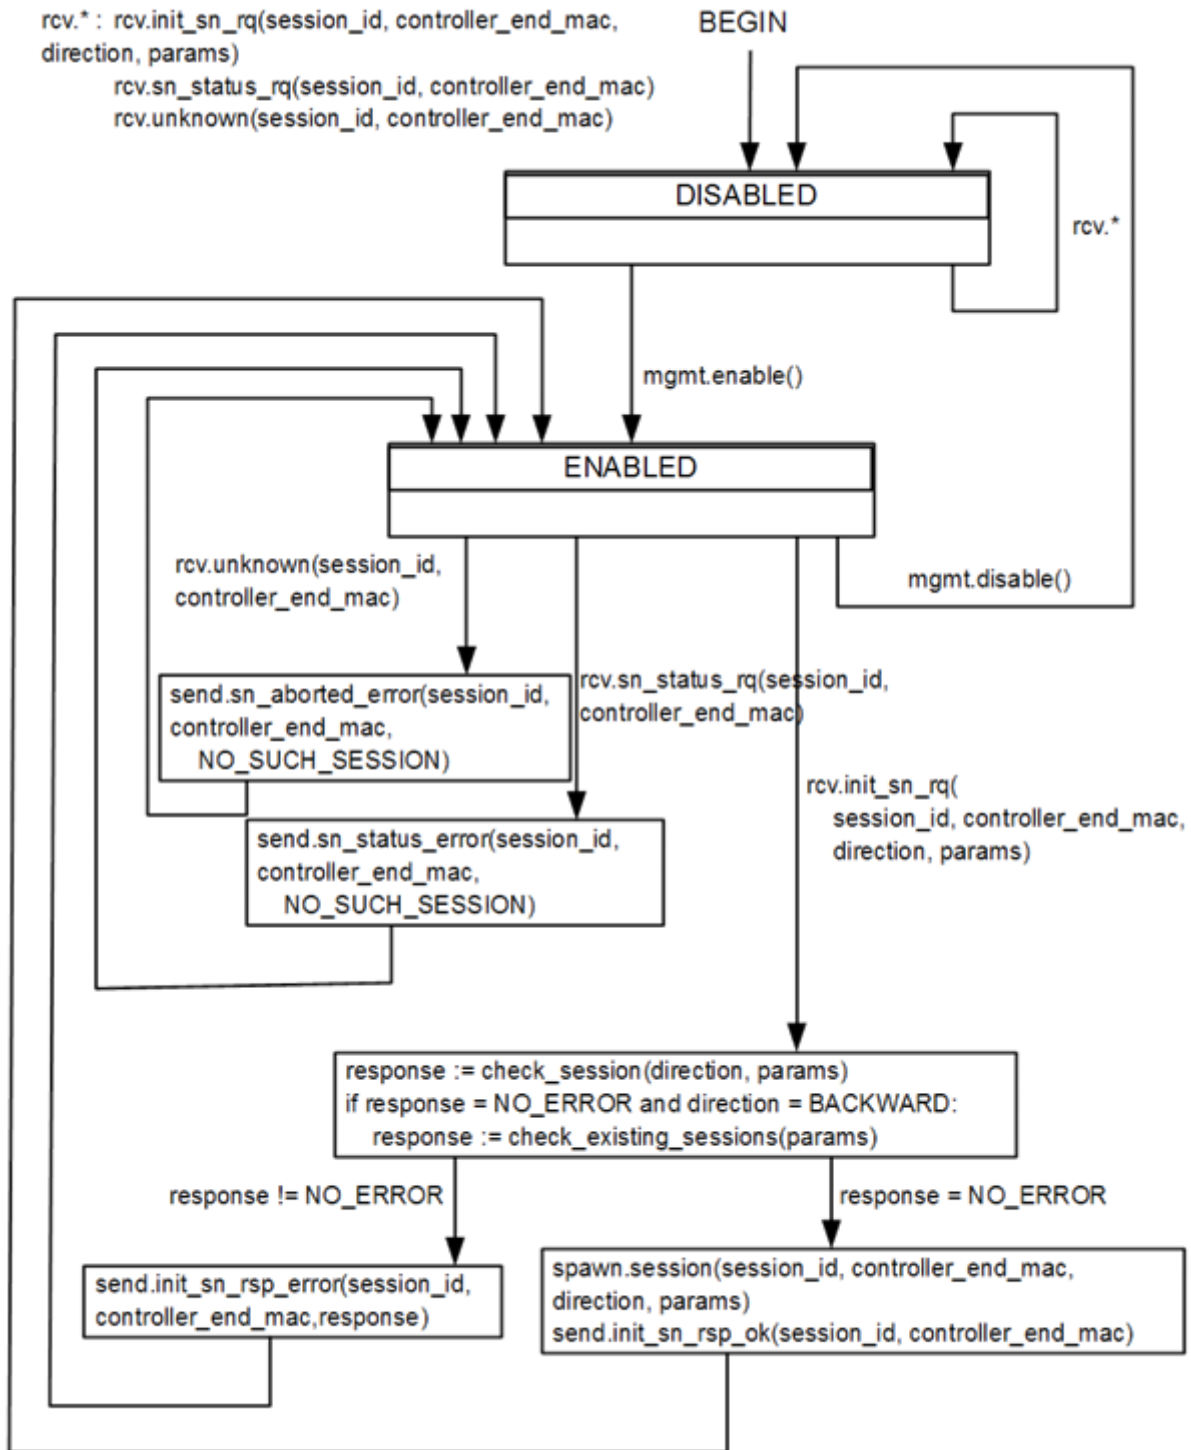 rcv.* : rcv.init_sn_rq(session_id, controller_end_mac,
direction, params)
rcv.sn_status_rq(session_id, controller_end_mac)
rcv.unknown(session_id, controller_end_mac)
BEGIN
DISABLED
rcv.*
mgmt.enable()
ENABLED
rcv.unknown(session_id,
controller_end_mac)
mgmt.disable()
send.sn_aborted_error(session_id,
controller_end_mac,
NO_SUCH_SESSION)
rcv.sn_status_rq(session_id,
controller_end_mac)
send.sn_status_error(session_id,
controller_end_mac,
NO_SUCH_SESSION)
rcv.init_sn_rq(
session_id, controller_end_mac,
direction, params)
response := check_session(direction, params)
if response = NO_ERROR and direction = BACKWARD:
response := check_existing_sessions(params)
response != NO_ERROR
response = NO_ERROR
send.init_sn_rsp_error(session_id,
controller_end_mac,response)
spawn.session(session_id, controller_end_mac,
direction, params)
send.init_sn_rsp_ok(session_id, controller_end_mac)